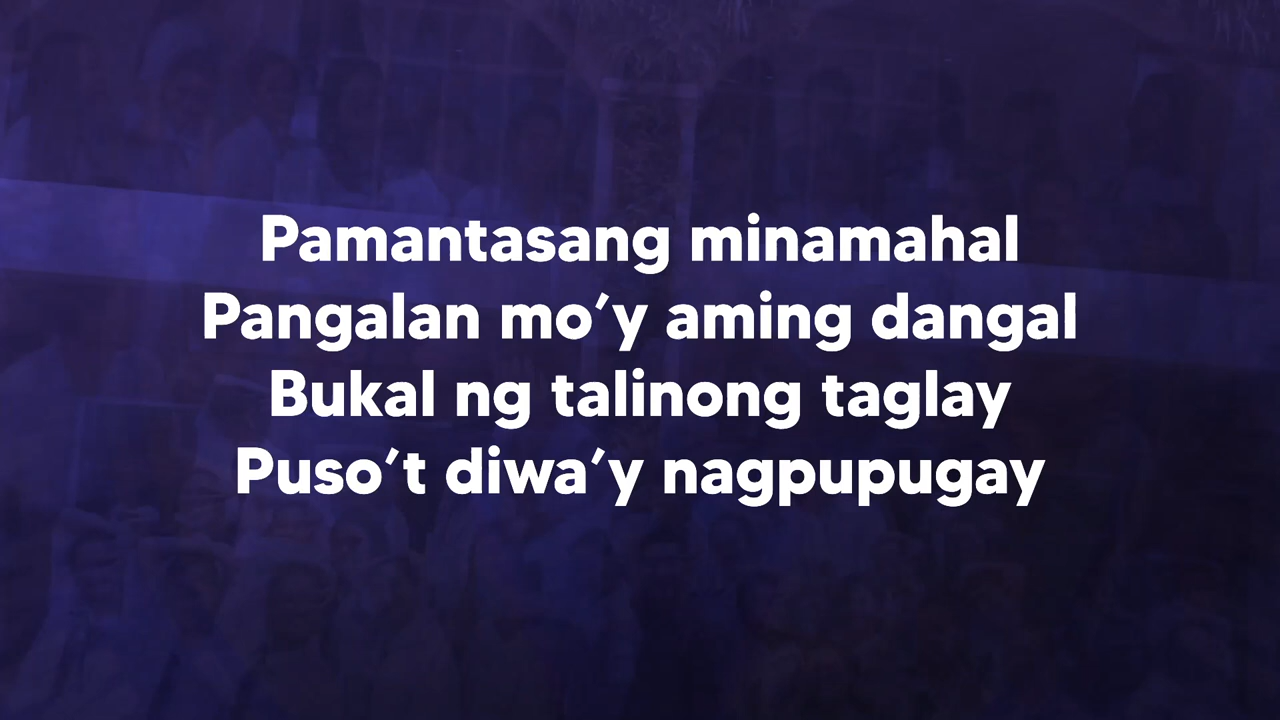 Pamantasang minamahal
Pangalan mo’y aming dangal
Bukal ng talinong taglay
Puso’t diwa’y nagpupugay